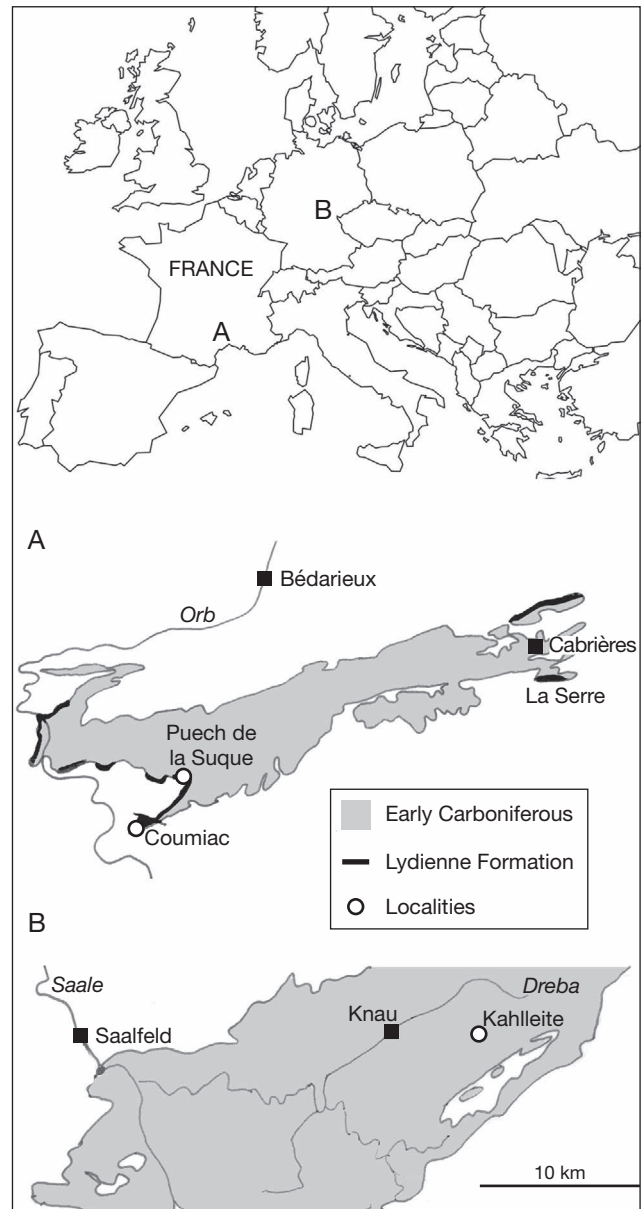 B
FRANCE
A
A
Bédarieux
Orb
Cabrières
La Serre
Puech de
la Suque
Coumiac
Early Carboniferous
Lydienne Formation
Localities
B
Saale
Dreba
Knau
Kahlleite
Saalfeld
10 km